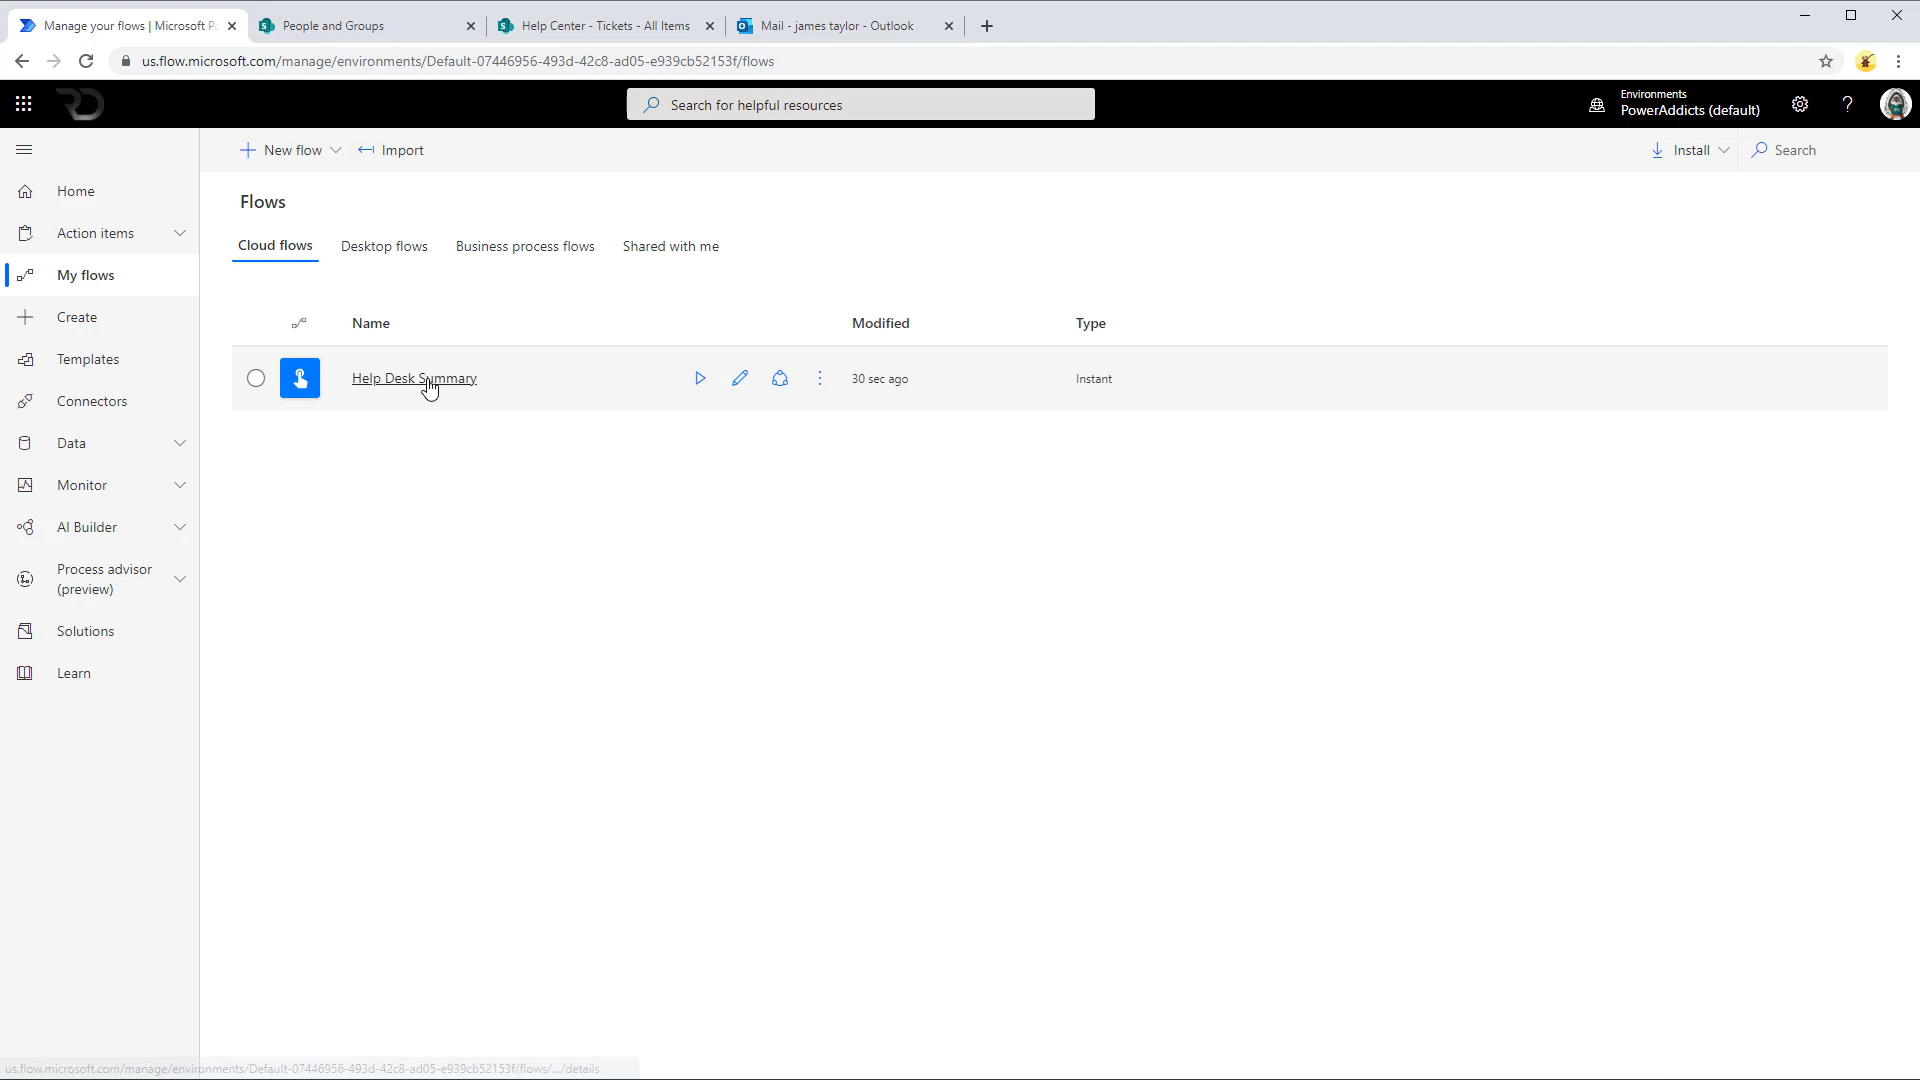 Manage your flows | Microsoft Po
People and Groups
Help Center - Tickets - All Items
Mail - james taylor - Outlook
us.flow.microsoft.com/manage/environments/Default-07446956-493d-42c8-ad05-e939cb52153f/flows
RD
Search for helpful resources
Environments
PowerAddicts (default)
New flow
Import
Install
Search
Home
Action items
My flows
Create
Templates
Connectors
Data
Monitor
AI Builder
Process advisor
(preview)
Solutions
Learn
Flows
Cloud flows
Desktop flows
Business process flows
Shared with me
Name
Modified
Type
Help Desk Summary
30 sec ago
Instant
us.flow.microsoft.com/manage/environments/Default-07446956-493d-42c8-ad05-e939cb52153f/flows/.../details